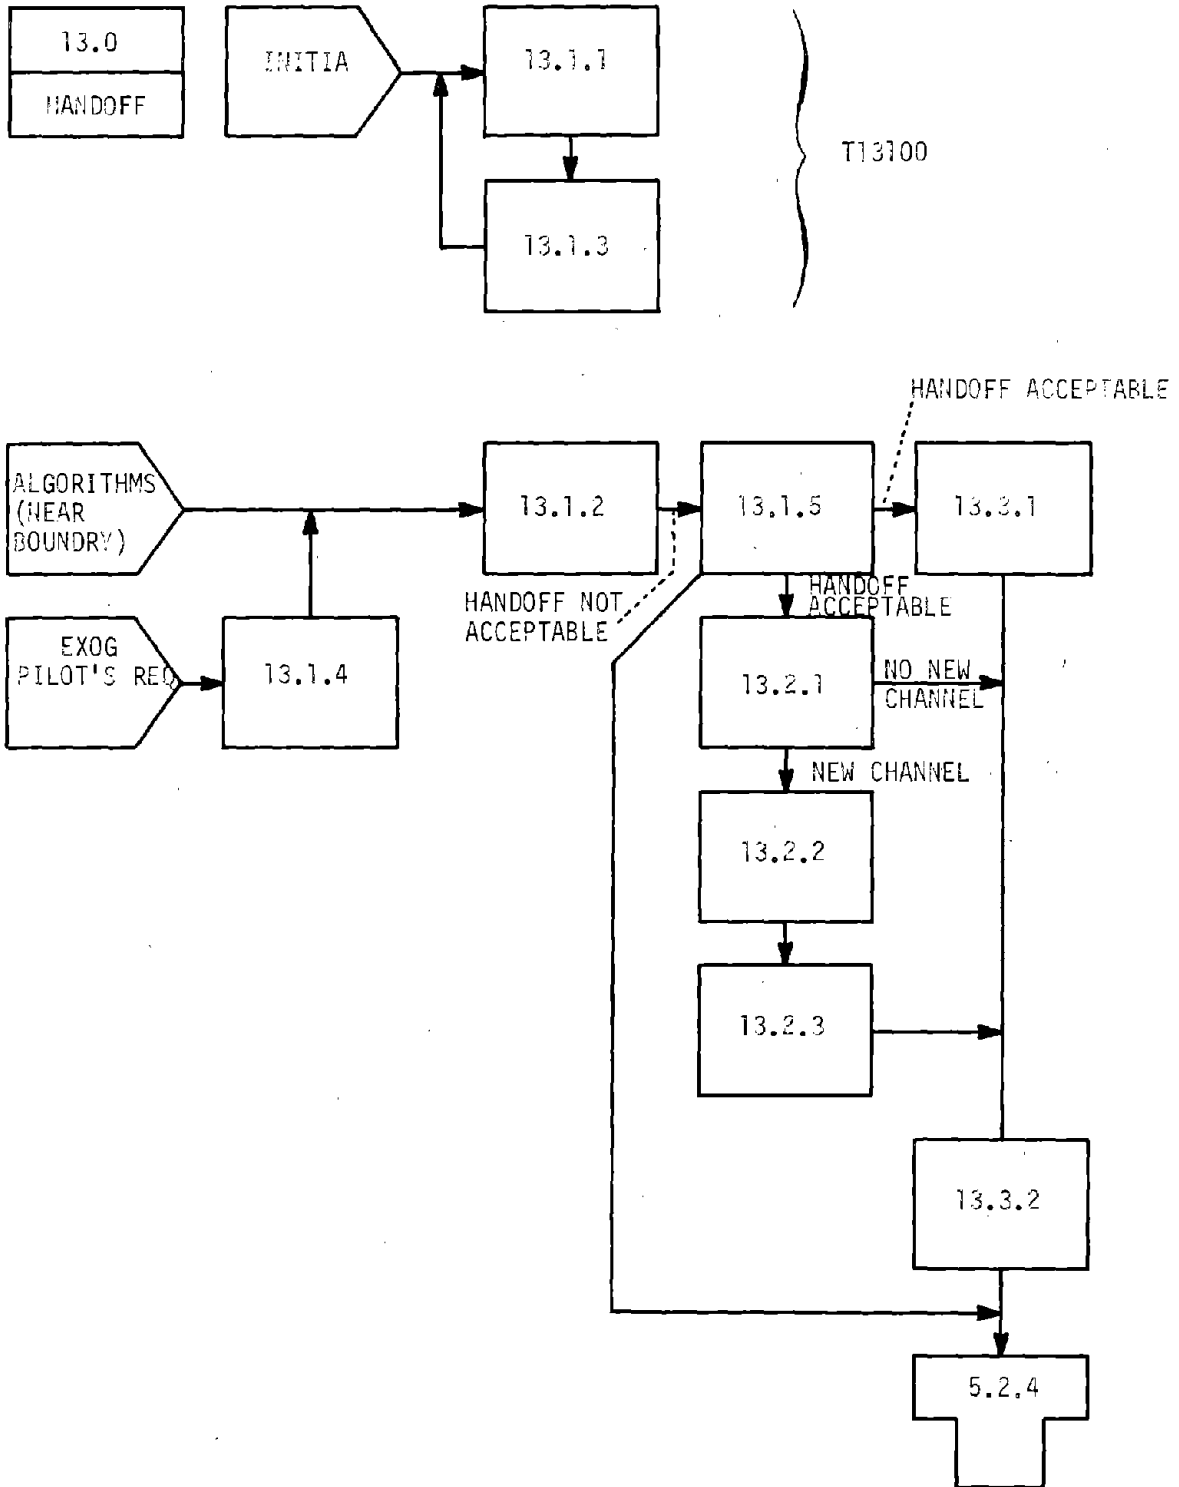 13.0
HANDOFF
INITIA
13.1.1
13.1.3
T13100
HANDOFF ACCEPTABLE
ALGORITHMS
(NEAR
BOUNDRY)
13.1.2
13.1.5
13.3.1
HANDOFF NOT
ACCEPTABLE
HANDOFF
ACCEPTABLE
EXOG
PILOT'S REQ
13.1.4
13.2.1
NO NEW
CHANNEL
NEW CHANNEL
13.2.2
13.2.3
13.3.2
5.2.4